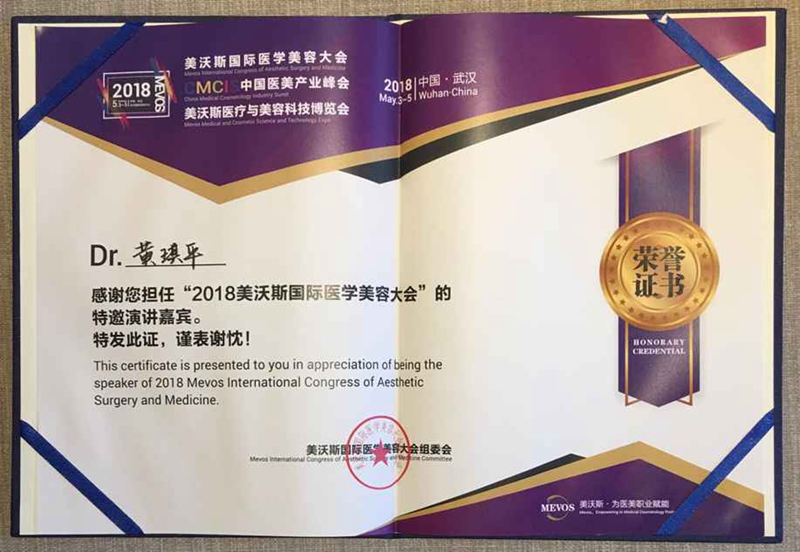 2018
MEVOS
美沃斯国际医学美容大会
Mevos International Congress of Aesthetic Surgery and Medicine
CMCIS中国医美产业峰会
China Medical Cosmetology Industry Sumit
美沃斯医疗与美容科技博览会
Mevos Medical and Cosmetic Science and Technology Expo
2018 中国·武汉
May.3-5 Wuhan·China
Dr. 黄琪平
感谢您担任“2018美沃斯国际医学美容大会”的
特邀演讲嘉宾。
特发此证，谨表谢忱！
This certificate is presented to you in appreciation of being the
speaker of 2018 Mevos International Congress of Aesthetic
Surgery and Medicine.
美沃斯国际医学美容大会组委会
Mevos International Congress of Aesthetic Surgery and Medicine Committee
荣誉
证书
HONORARY
CREDENTIAL
MEVOS
美沃斯·为医美职业赋能